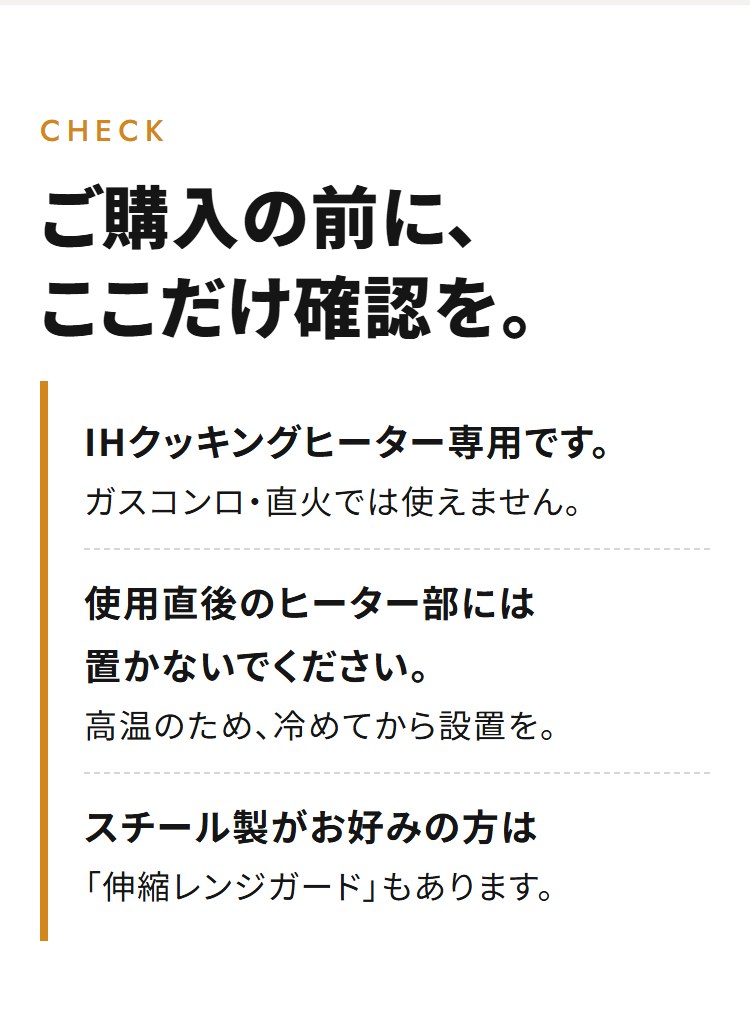 CHECK
ご購入の前に、
ここだけ確認を。
IHクッキングヒーター専用です。
ガスコンロ・直火では使えません。
使用直後のヒーター部には
置かないでください。
高温のため、冷めてから設置を。
スチール製がお好みの方は
「伸縮レンジガード」もあります。